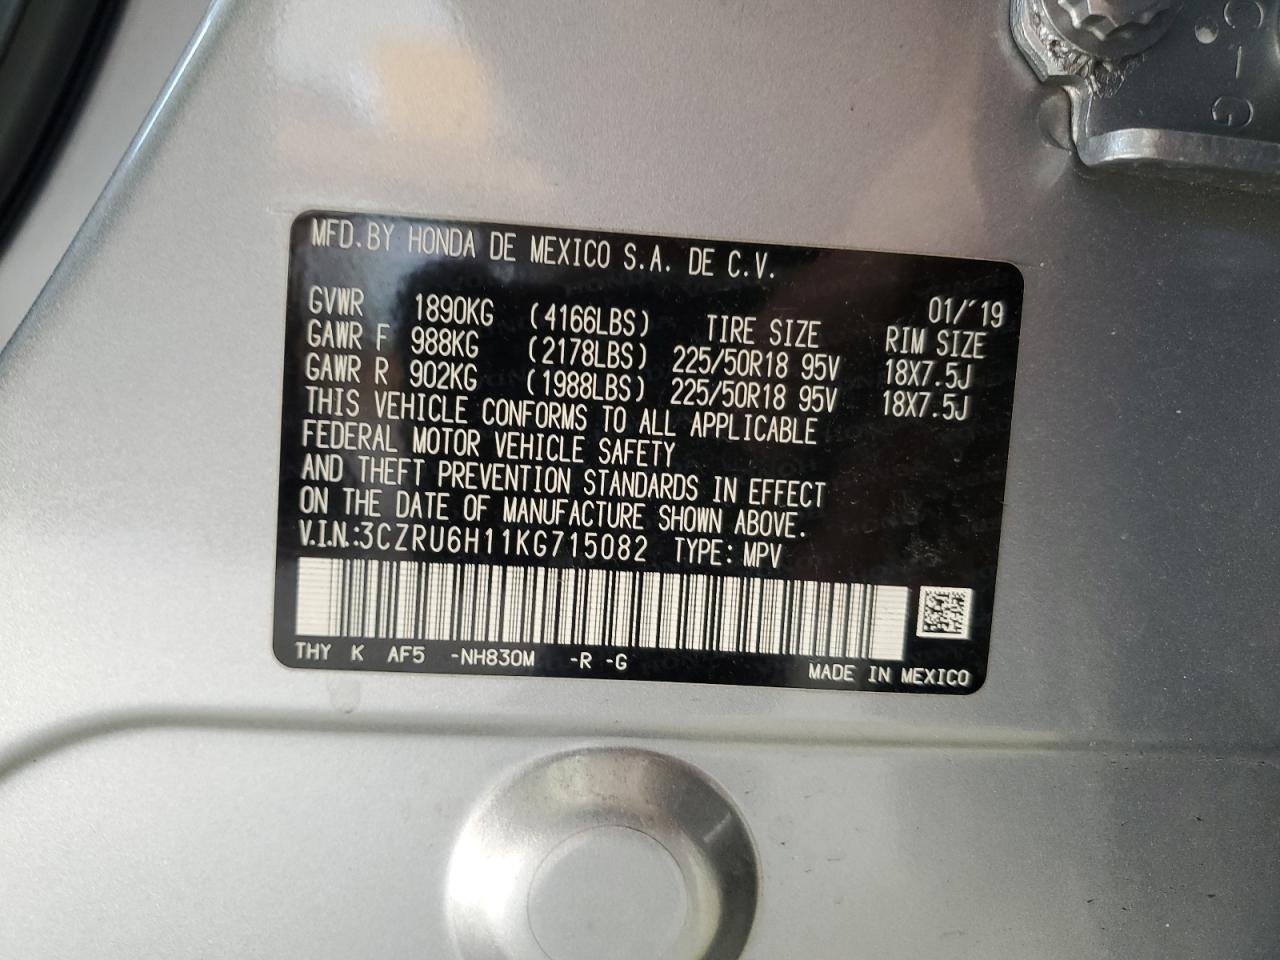 C-G
MFD. BY HONDA DE MEXICO S.A. DE C.V.
01/'19
GVWR 1890KG (4166LBS) TIRE SIZE RIM SIZE
GAWR F 988KG (2178LBS) 225/50R18 95V 18X7.5J
GAWR R 902KG (1988LBS) 225/50R18 95V 18X7.5J
THIS VEHICLE CONFORMS TO ALL APPLICABLE
FEDERAL MOTOR VEHICLE SAFETY
AND THEFT PREVENTION STANDARDS IN EFFECT
ON THE DATE OF MANUFACTURE SHOWN ABOVE.
V.I.N.:3CZRU6H11KG715082 TYPE: MPV
THY K AF5 -NH830M -R -G
MADE IN MEXICO